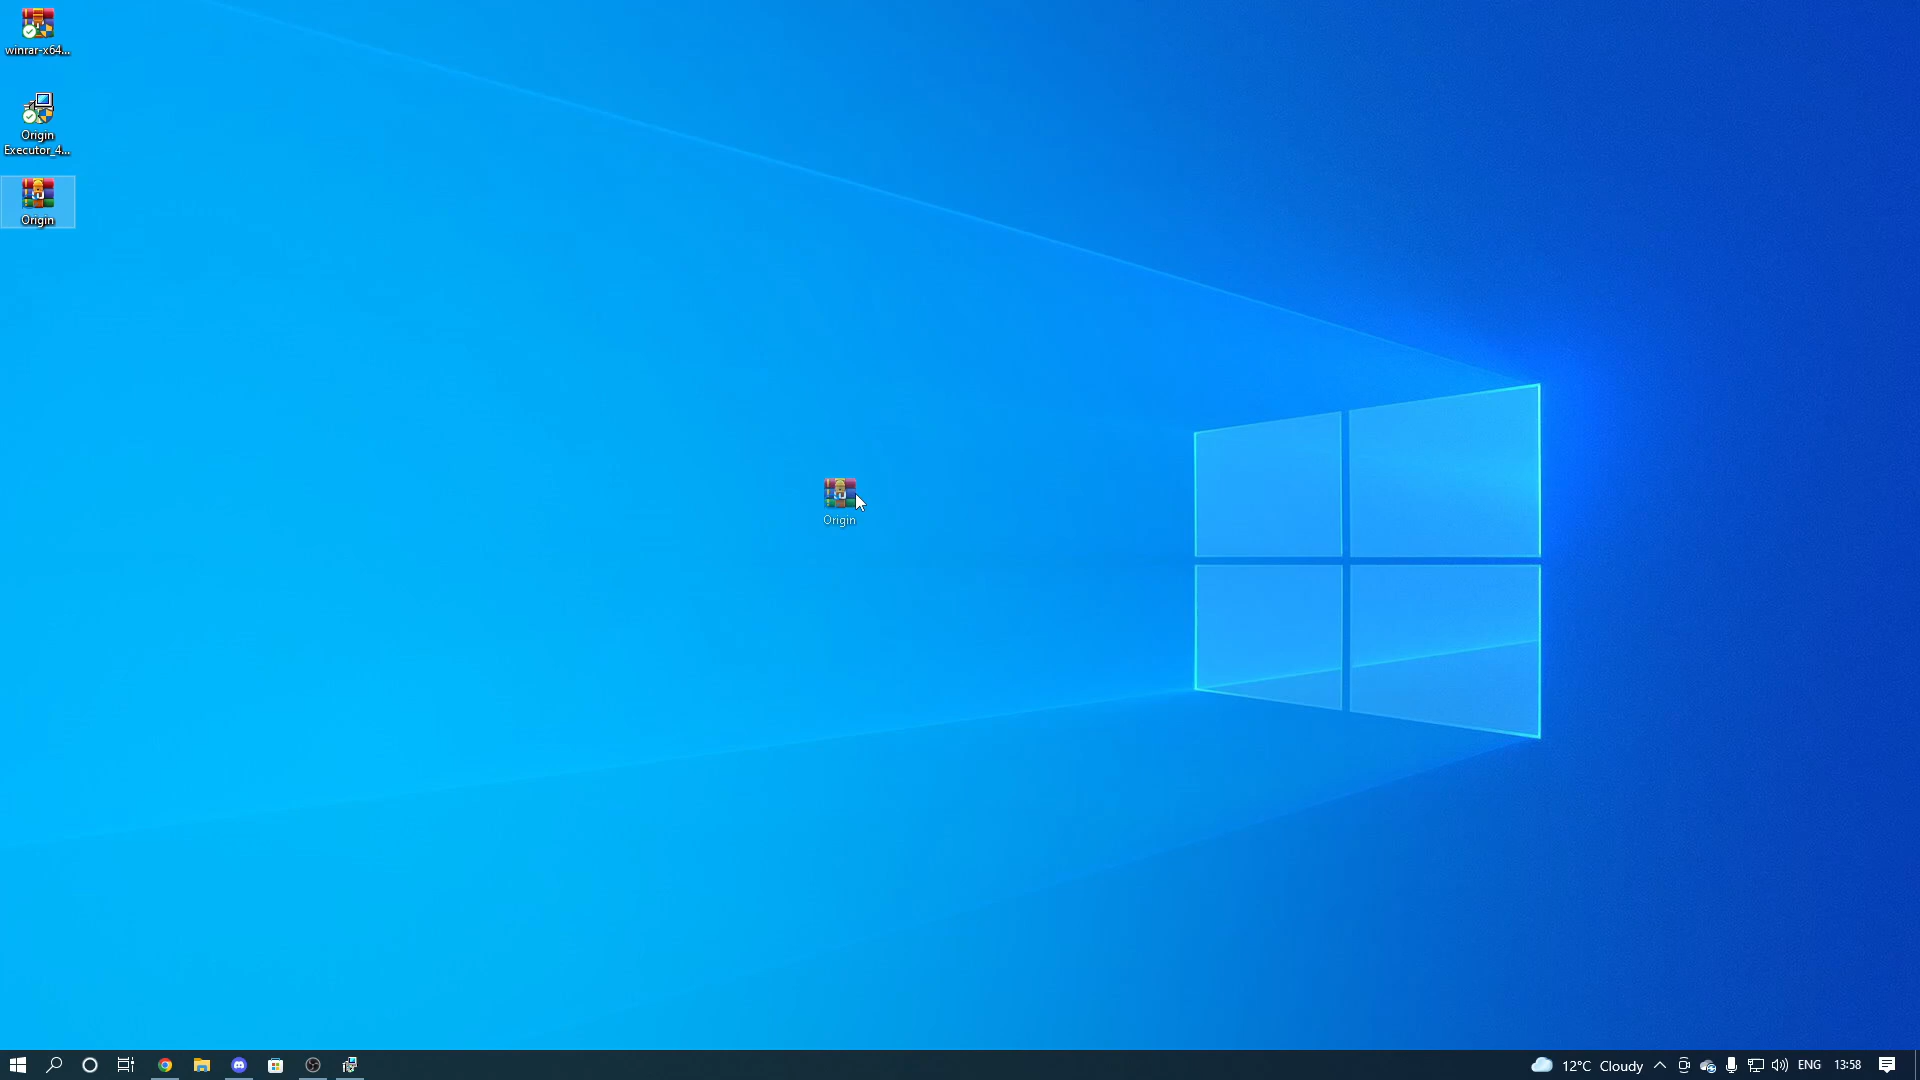 winrar-x64...
Origin
Executor_4...
Origin
Origin
12°C Cloudy
ENG
13:58